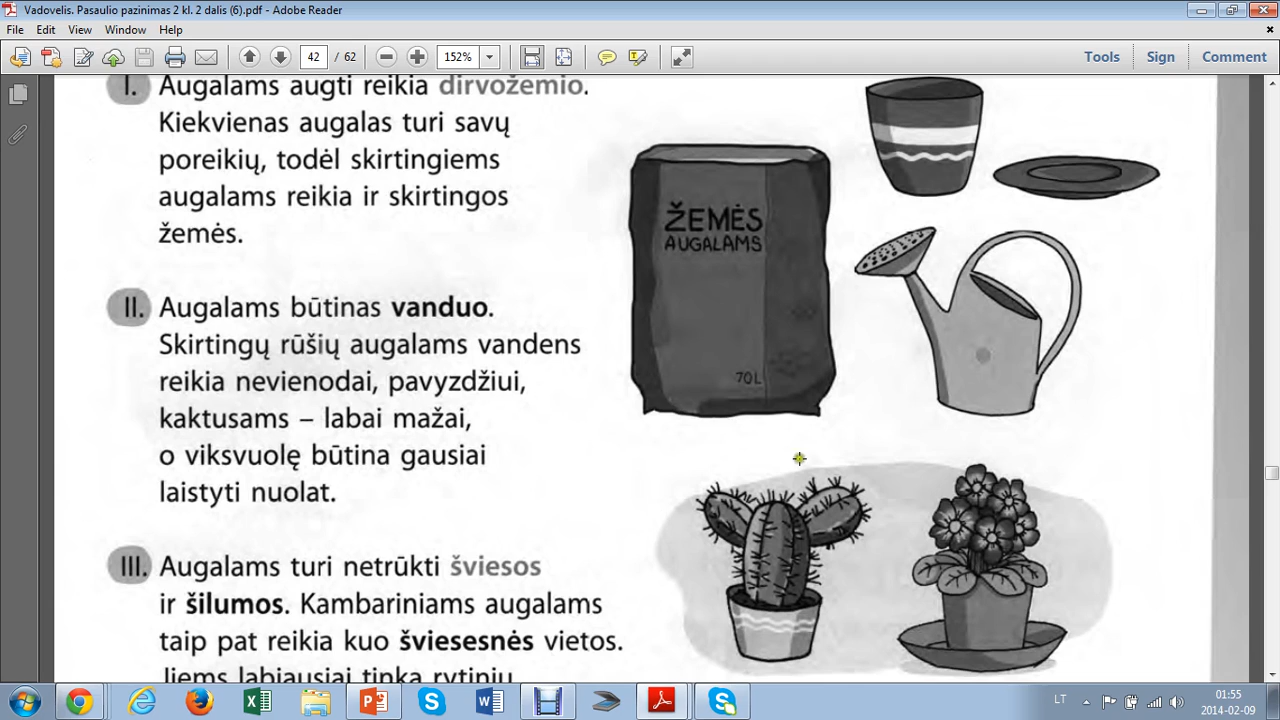 Vadovelis. Pasaulio pazinimas 2 kl. 2 dalis (6).pdf - Adobe Reader
File Edit View Window Help
42 / 62 152% Tools Sign Comment
I. Augalams augti reikia dirvožemio.
Kiekvienas augalas turi savų
poreikių, todėl skirtingiems
augalams reikia ir skirtingos
žemės.
ŽEMĖS
AUGALAMS
70L
II. Augalams būtinas vanduo.
Skirtingų rūšių augalams vandens
reikia nevienodai, pavyzdžiui,
kaktusams – labai mažai,
o viksvuolę būtina gausiai
laistyti nuolat.
III. Augalams turi netrūkti šviesos
ir šilumos. Kambariniams augalams
taip pat reikia kuo šviesesnės vietos.
Jiems labiausiai tinka rytinių
LT 01:55
2014-02-09